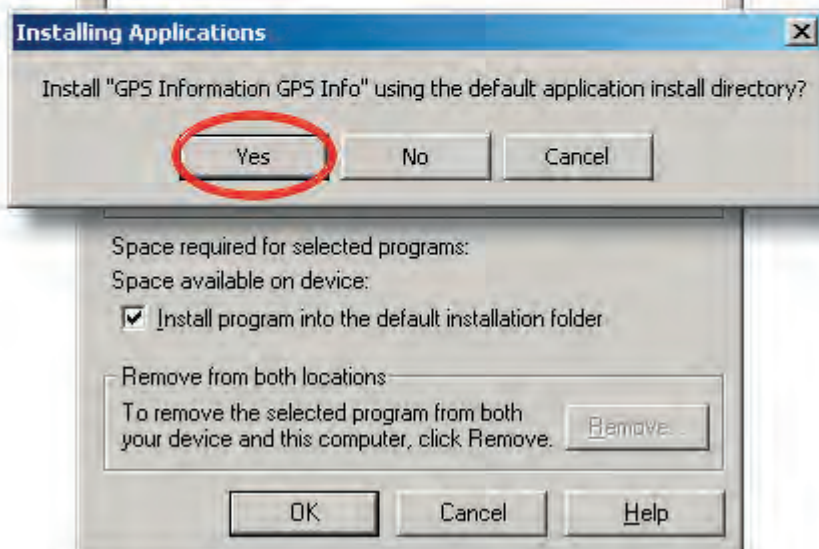 Installing Applications
Install "GPS Information GPS Info" using the default application install directory?
Yes No Cancel
Space required for selected programs:
Space available on device:
Install program into the default installation folder
Remove from both locations
To remove the selected program from both
your device and this computer, click Remove.
Remove...
OK Cancel Help